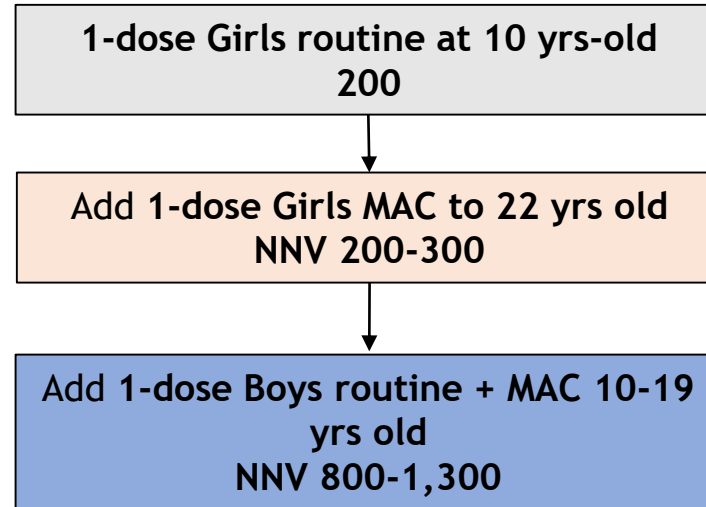 1-dose Girls routine at 10 yrs-old
200
Add 1-dose Girls MAC to 22 yrs old
NNV 200-300
Add 1-dose Boys routine + MAC 10-19
yrs old
NNV 800-1,300